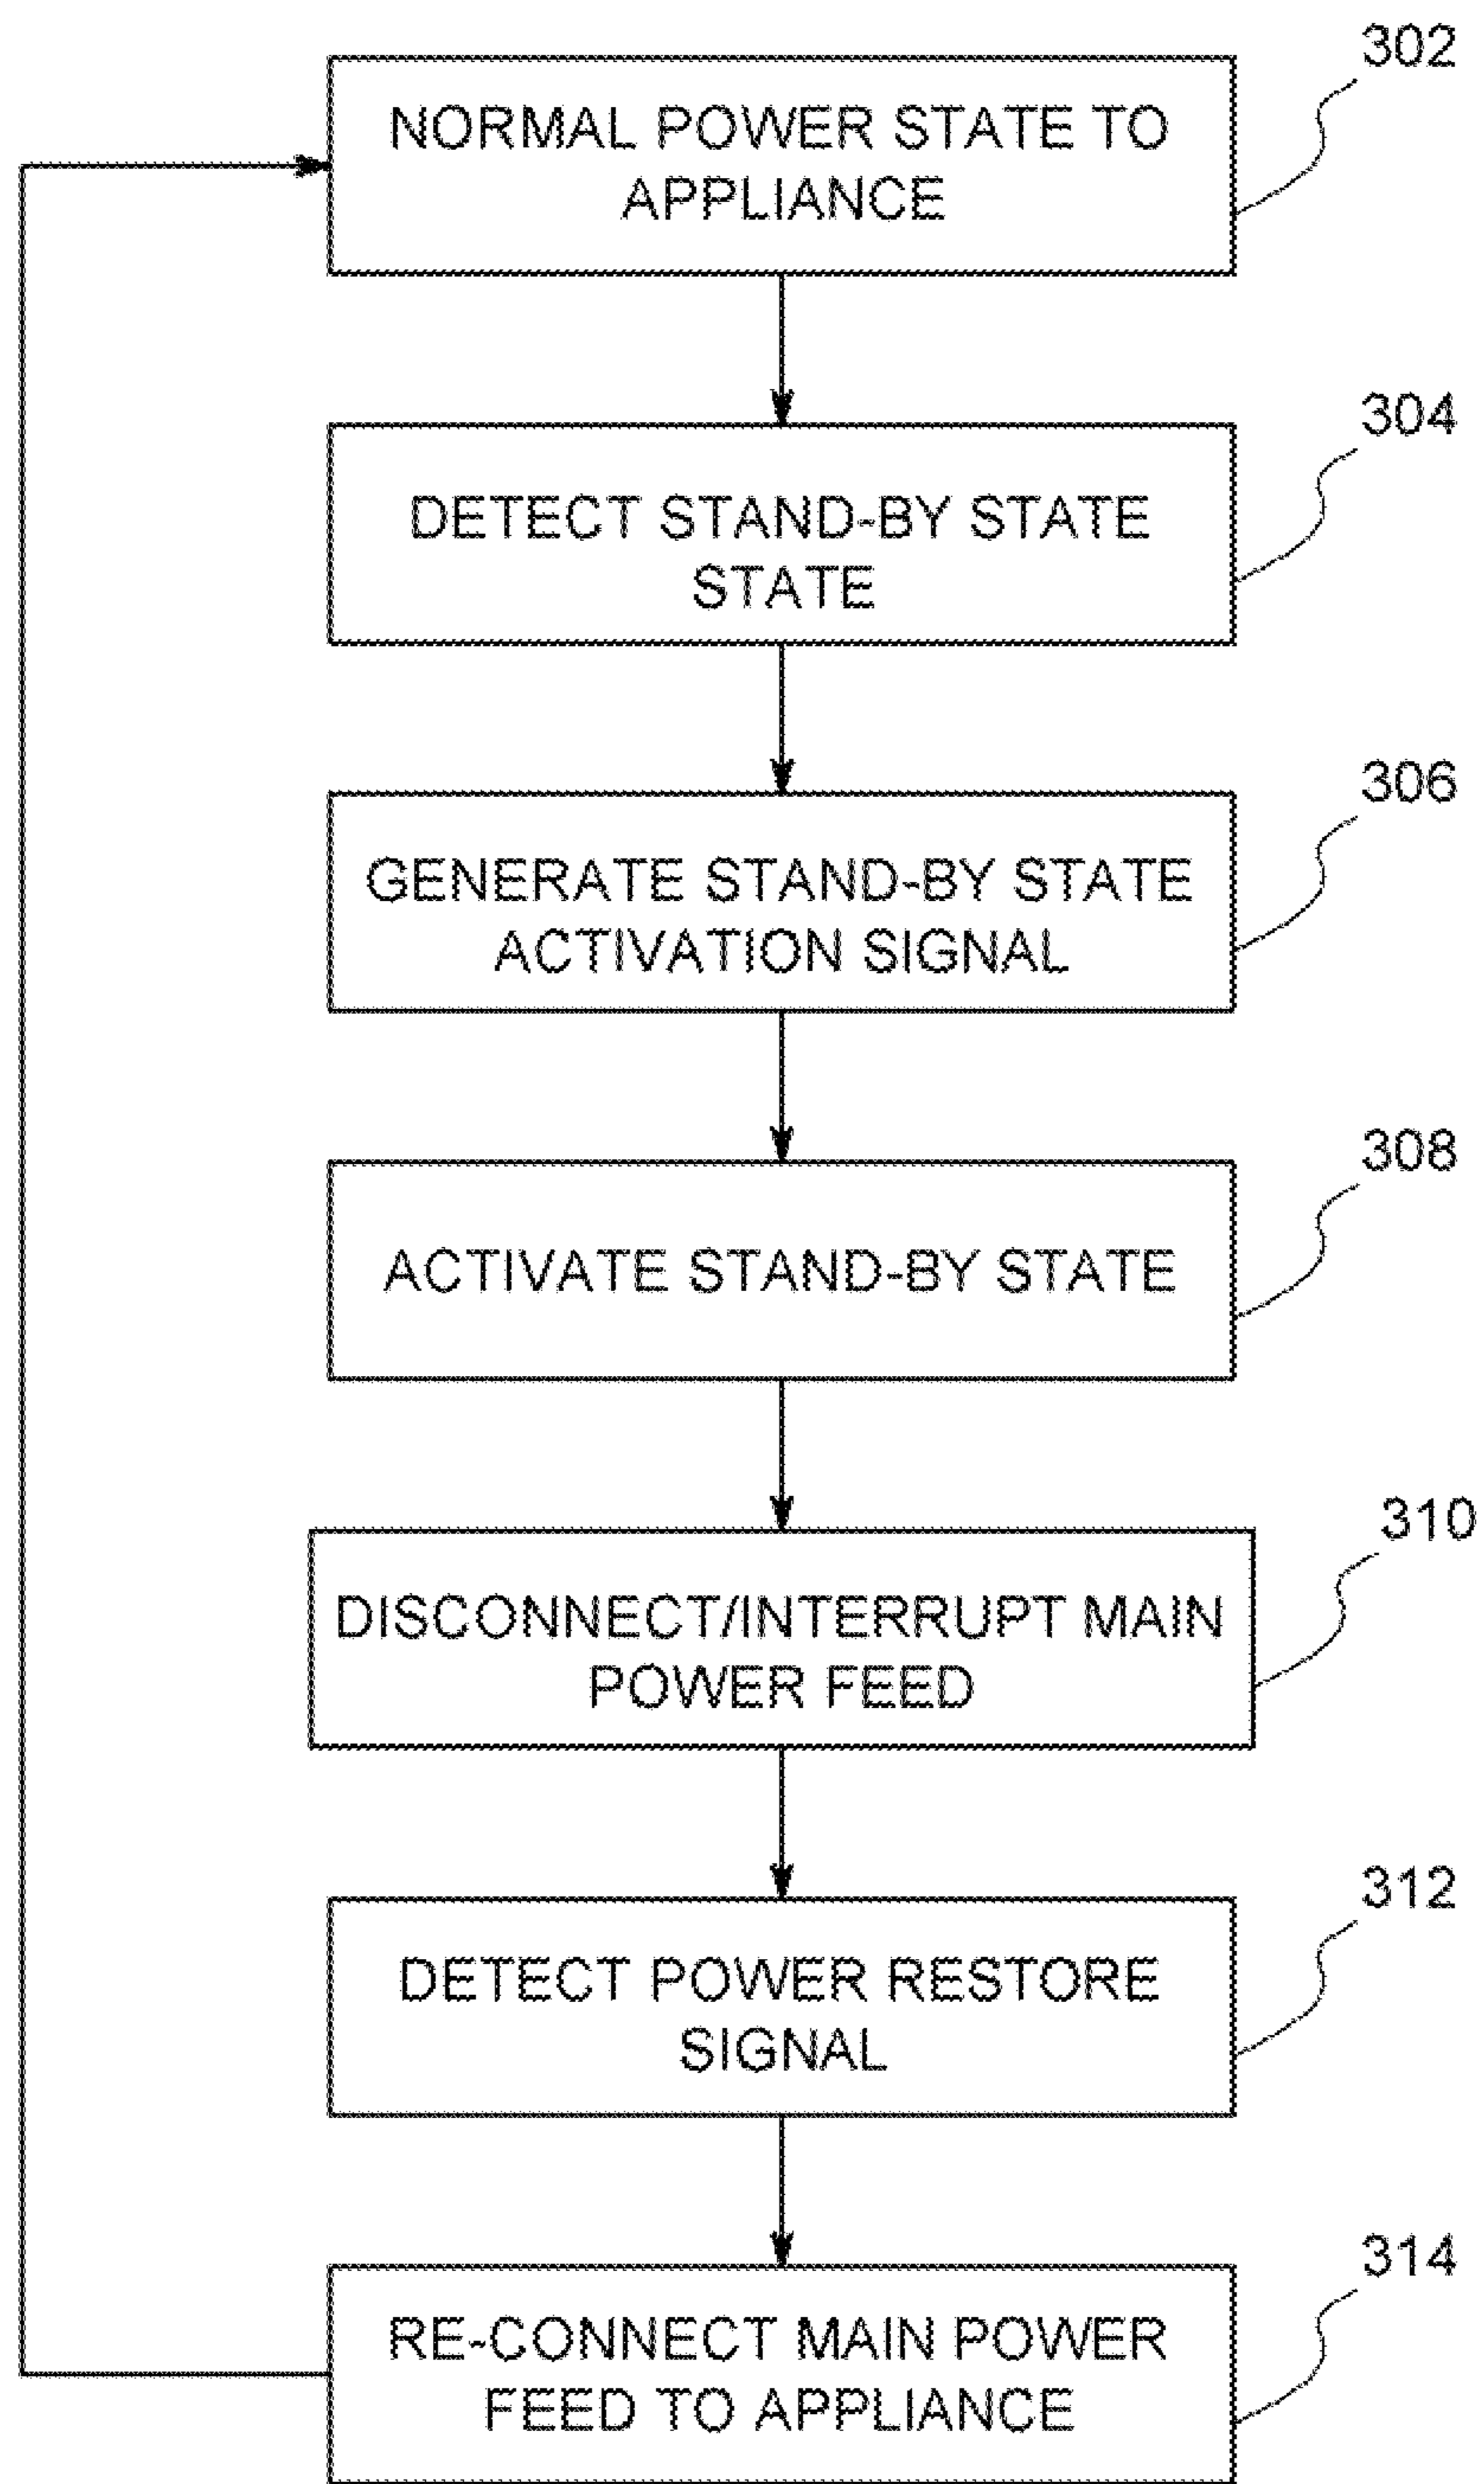 302
NORMAL POWER STATE TO
APPLIANCE
304
DETECT STAND-BY STATE
STATE
306
GENERATE STAND-BY STATE
ACTIVATION SIGNAL
308
ACTIVATE STAND-BY STATE
310
DISCONNECT/INTERRUPT MAIN
POWER FEED
312
DETECT POWER RESTORE
SIGNAL
314
RE-CONNECT MAIN POWER
FEED TO APPLIANCE